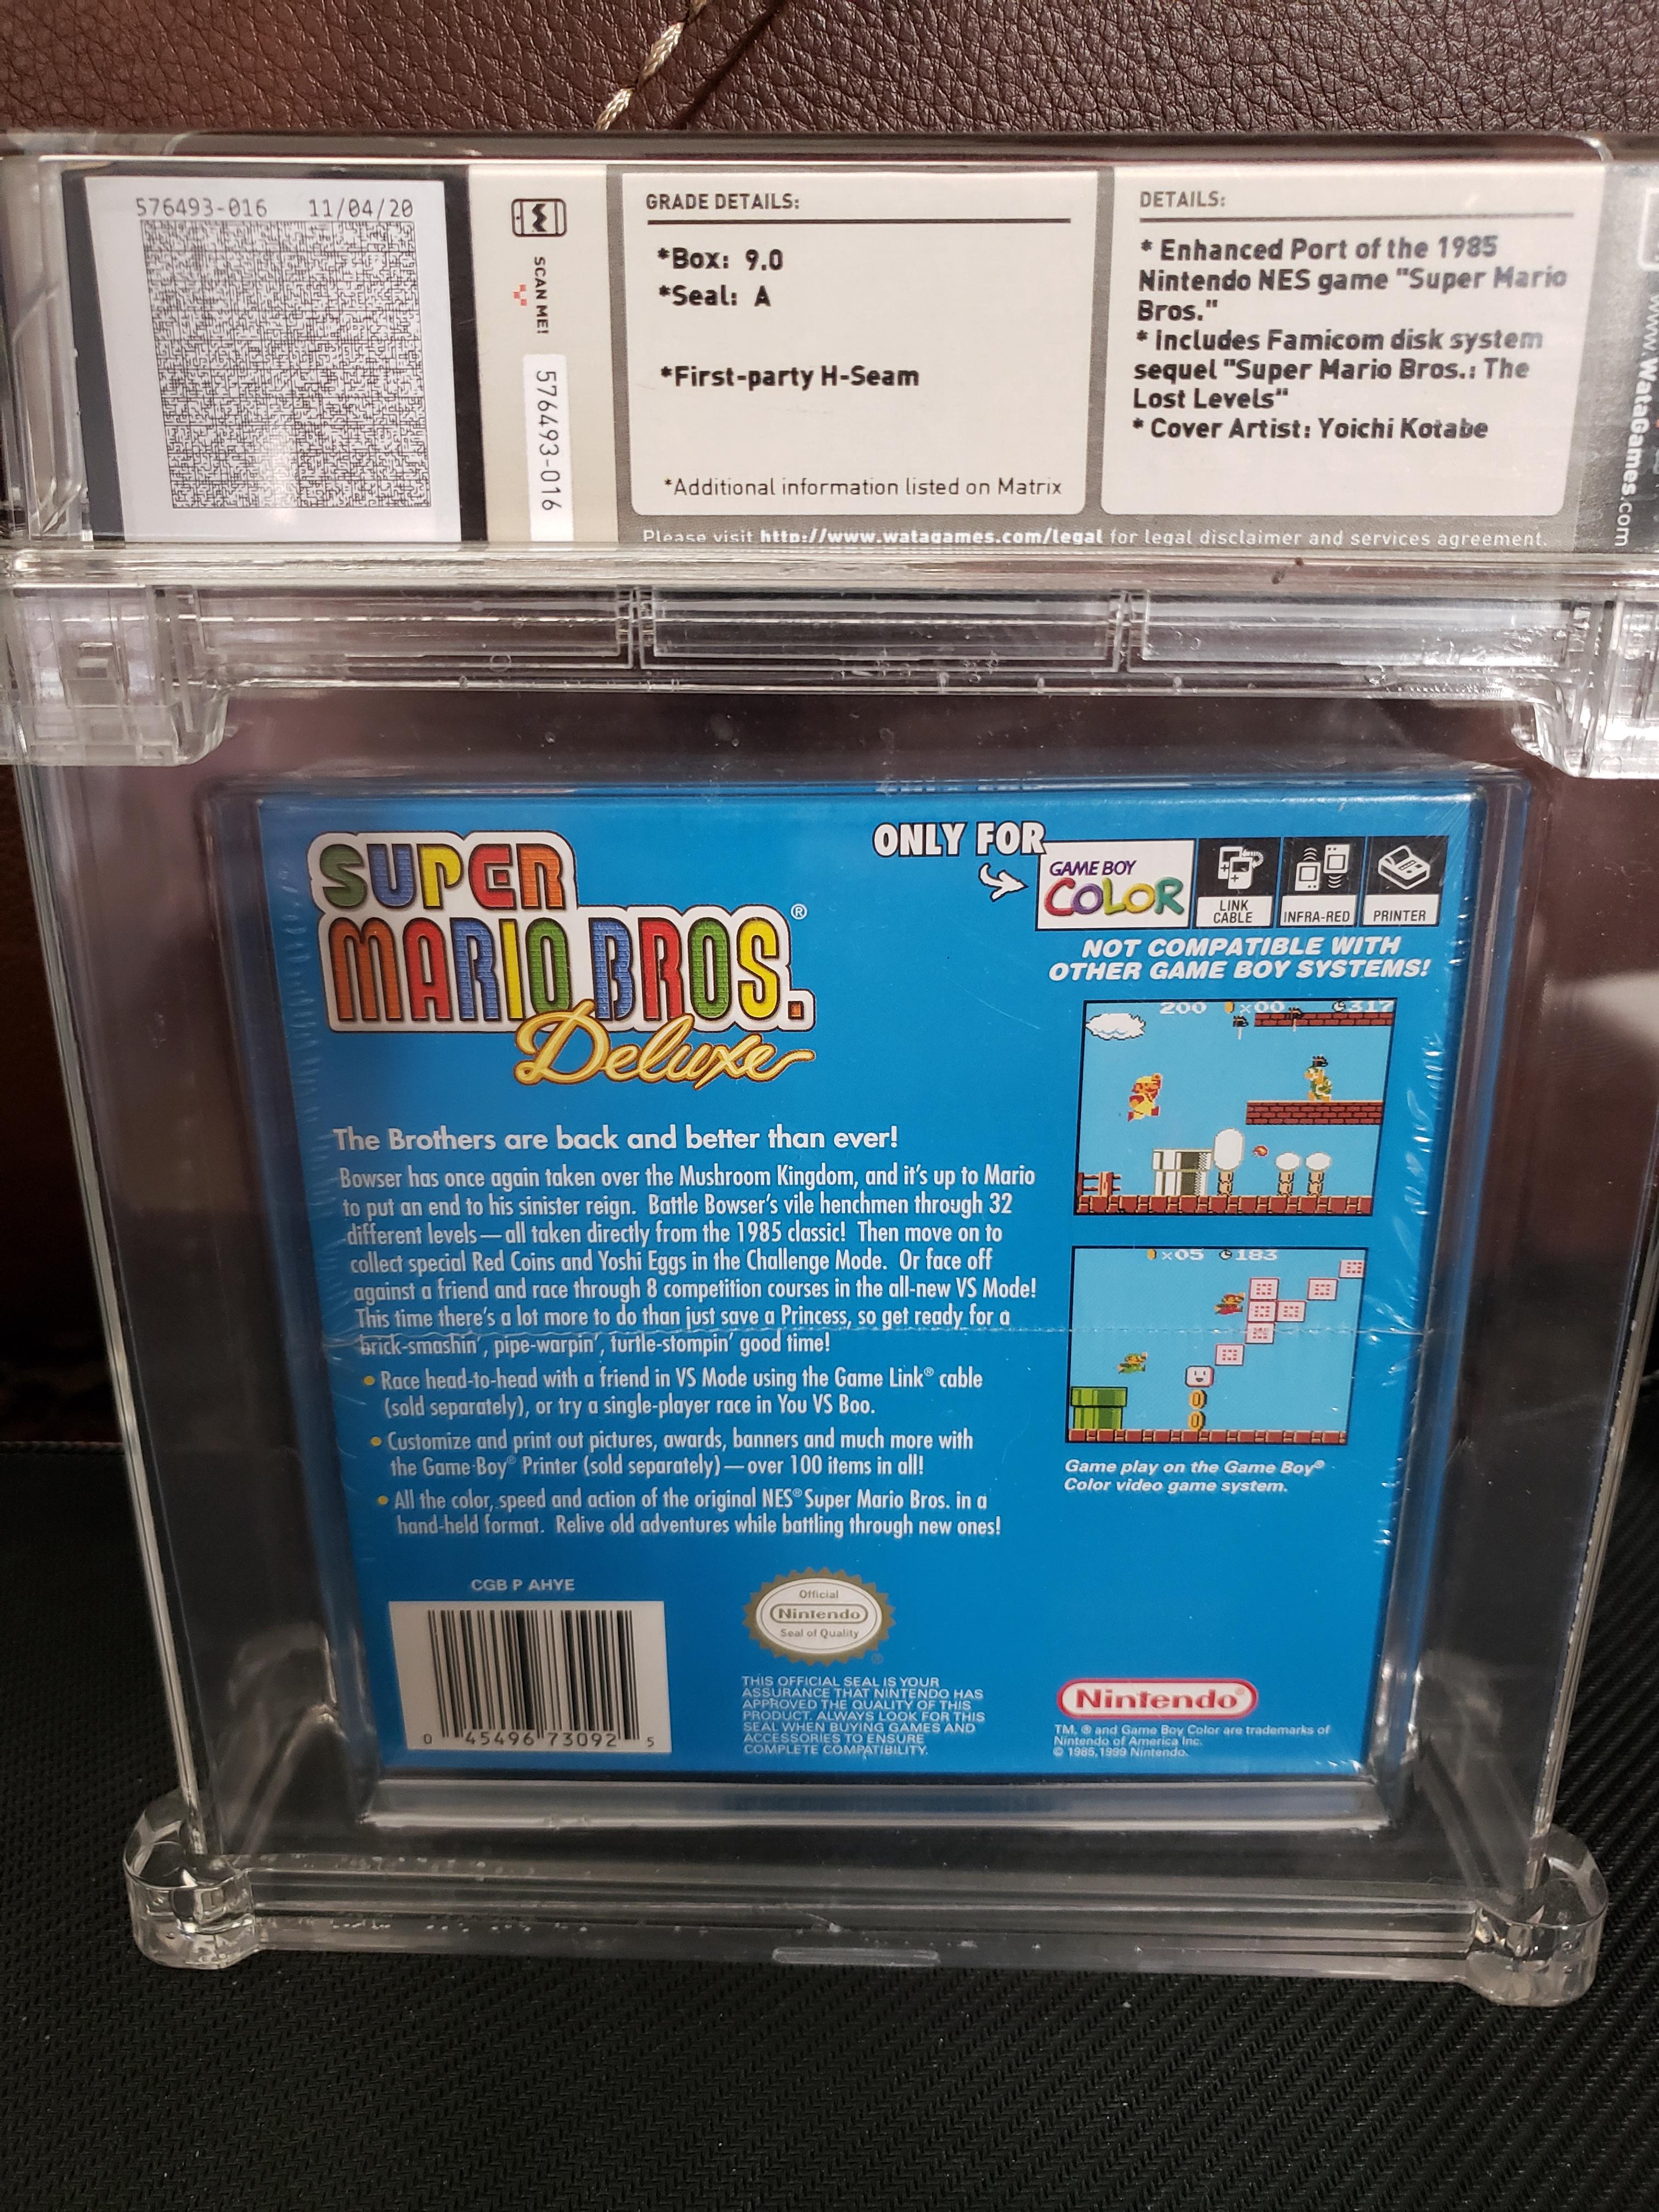 576493-016 11/04/20
SCAN ME!
576493-016
GRADE DETAILS:
*Box: 9.0
*Seal: A
*First-party H-Seam
*Additional information listed on Matrix
DETAILS:
* Enhanced Port of the 1985
Nintendo NES game "Super Mario
Bros."
* Includes Famicom disk system
sequel "Super Mario Bros.: The
Lost Levels"
* Cover Artist: Yoichi Kotabe
Please visit http://www.watagames.com/legal for legal disclaimer and services agreement.
www.WataGames.com
SUPER
MARIO BROS.®
Deluxe
ONLY FOR
GAME BOY
COLOR
LINK
CABLE
INFRA-RED
PRINTER
NOT COMPATIBLE WITH
OTHER GAME BOY SYSTEMS!
200 ×00 317
The Brothers are back and better than ever!
Bowser has once again taken over the Mushroom Kingdom, and it's up to Mario
to put an end to his sinister reign. Battle Bowser's vile henchmen through 32
different levels — all taken directly from the 1985 classic! Then move on to
collect special Red Coins and Yoshi Eggs in the Challenge Mode. Or face off
against a friend and race through 8 competition courses in the all-new VS Mode!
This time there's a lot more to do than just save a Princess, so get ready for a
brick-smashin', pipe-warpin', turtle-stompin' good time!
• Race head-to-head with a friend in VS Mode using the Game Link® cable
(sold separately), or try a single-player race in You VS Boo.
• Customize and print out pictures, awards, banners and much more with
the Game Boy® Printer (sold separately) — over 100 items in all!
• All the color, speed and action of the original NES® Super Mario Bros. in a
hand-held format. Relive old adventures while battling through new ones!
×05 183
Game play on the Game Boy®
Color video game system.
CGB P AHYE
0 45496 73092 5
Official
Nintendo
Seal of Quality
®
THIS OFFICIAL SEAL IS YOUR
ASSURANCE THAT NINTENDO HAS
APPROVED THE QUALITY OF THIS
PRODUCT. ALWAYS LOOK FOR THIS
SEAL WHEN BUYING GAMES AND
ACCESSORIES TO ENSURE
COMPLETE COMPATIBILITY.
Nintendo®
TM, ® and Game Boy Color are trademarks of
Nintendo of America Inc.
© 1985,1999 Nintendo.